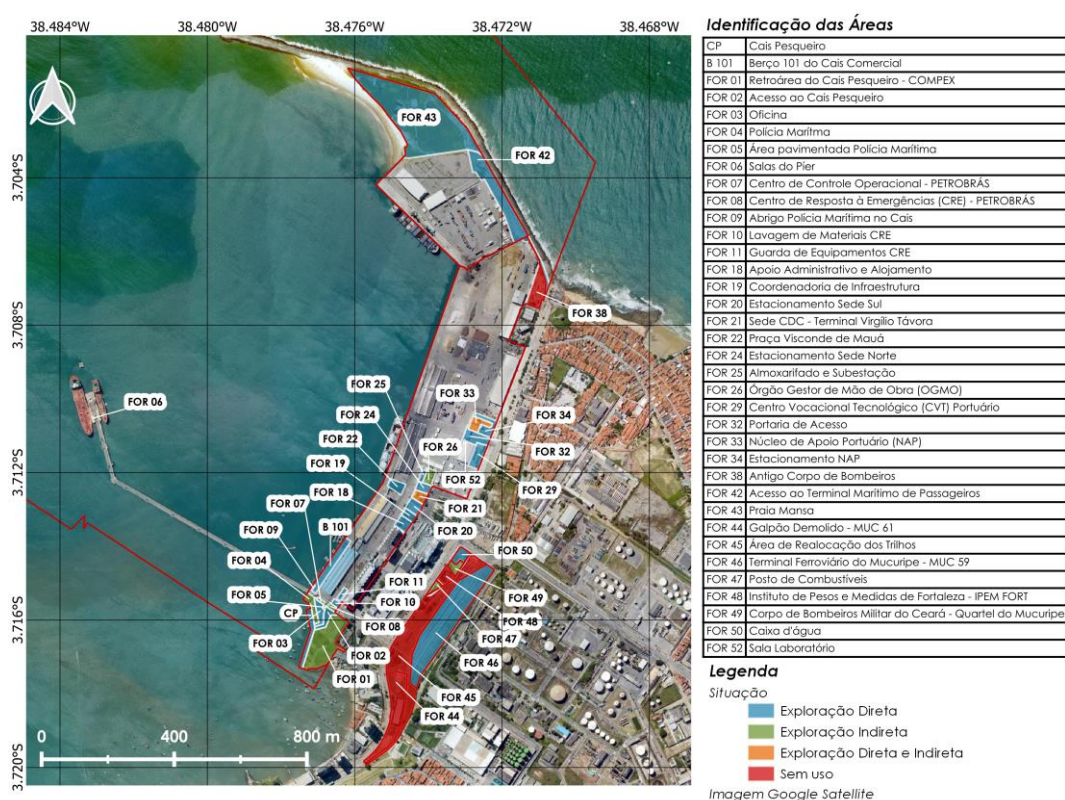 38.484°W
38.480°W
38.476°W
38.472°W
38.468°W
3.704°S
3.708°S
3.712°S
3.716°S
3.720°S
FOR 43
FOR 42
FOR 38
FOR 06
FOR 25
FOR 33
FOR 24
FOR 34
FOR 22
FOR 26
FOR 32
FOR 19
FOR 52
FOR 29
FOR 18
FOR 21
FOR 07
B 101
FOR 20
FOR 09
FOR 50
FOR 04
FOR 11
FOR 49
FOR 05
FOR 10
CP
FOR 48
FOR 08
FOR 03
FOR 47
FOR 02
FOR 46
FOR 01
FOR 45
FOR 44
0 400 800 m
Identificação das Áreas
CP Cais Pesqueiro
B 101 Berço 101 do Cais Comercial
FOR 01 Retroárea do Cais Pesqueiro - COMPEX
FOR 02 Acesso ao Cais Pesqueiro
FOR 03 Oficina
FOR 04 Polícia Marítma
FOR 05 Área pavimentada Polícia Marítima
FOR 06 Salas do Píer
FOR 07 Centro de Controle Operacional - PETROBRÁS
FOR 08 Centro de Resposta à Emergências (CRE) - PETROBRÁS
FOR 09 Abrigo Polícia Marítima no Cais
FOR 10 Lavagem de Materiais CRE
FOR 11 Guarda de Equipamentos CRE
FOR 18 Apoio Administrativo e Alojamento
FOR 19 Coordenadoria de Infraestrutura
FOR 20 Estacionamento Sede Sul
FOR 21 Sede CDC - Terminal Virgílio Távora
FOR 22 Praça Visconde de Mauá
FOR 24 Estacionamento Sede Norte
FOR 25 Almoxarifado e Subestação
FOR 26 Órgão Gestor de Mão de Obra (OGMO)
FOR 29 Centro Vocacional Tecnológico (CVT) Portuário
FOR 32 Portaria de Acesso
FOR 33 Núcleo de Apoio Portuário (NAP)
FOR 34 Estacionamento NAP
FOR 38 Antigo Corpo de Bombeiros
FOR 42 Acesso ao Terminal Marítimo de Passageiros
FOR 43 Praia Mansa
FOR 44 Galpão Demolido - MUC 61
FOR 45 Área de Realocação dos Trilhos
FOR 46 Terminal Ferroviário do Mucuripe - MUC 59
FOR 47 Posto de Combustíveis
FOR 48 Instituto de Pesos e Medidas de Fortaleza - IPEM FORT
FOR 49 Corpo de Bombeiros Militar do Ceará - Quartel do Mucuripe
FOR 50 Caixa d'água
FOR 52 Sala Laboratório
Legenda
Situação
Exploração Direta
Exploração Indireta
Exploração Direta e Indireta
Sem uso
Imagem Google Satellite